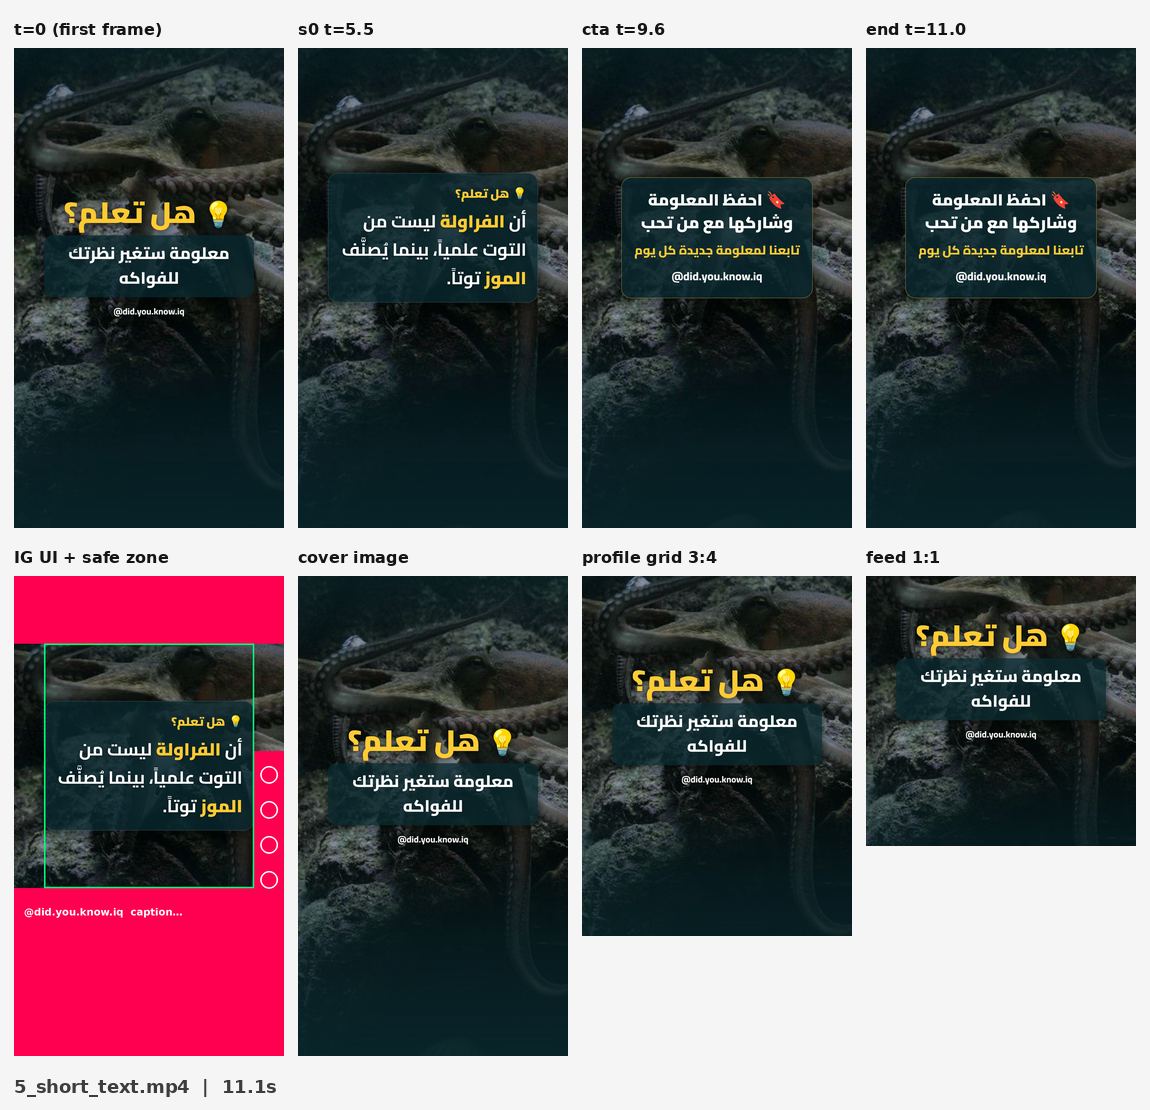 t=0 (first frame)
💡 هل تعلم؟
معلومة ستغير نظرتك
للفواكه
@did.you.know.iq
s0 t=5.5
💡 هل تعلم؟
أن الفراولة ليست من
التوت علمياً، بينما يُصنَّف
الموز توتاً.
cta t=9.6
🔖 احفظ المعلومة
وشاركها مع من تحب
تابعنا لمعلومة جديدة كل يوم
@did.you.know.iq
end t=11.0
🔖 احفظ المعلومة
وشاركها مع من تحب
تابعنا لمعلومة جديدة كل يوم
@did.you.know.iq
IG UI + safe zone
💡 هل تعلم؟
أن الفراولة ليست من
التوت علمياً، بينما يُصنَّف
الموز توتاً.
@did.you.know.iq caption...
cover image
💡 هل تعلم؟
معلومة ستغير نظرتك
للفواكه
@did.you.know.iq
profile grid 3:4
💡 هل تعلم؟
معلومة ستغير نظرتك
للفواكه
@did.you.know.iq
feed 1:1
💡 هل تعلم؟
معلومة ستغير نظرتك
للفواكه
@did.you.know.iq
5_short_text.mp4 | 11.1s